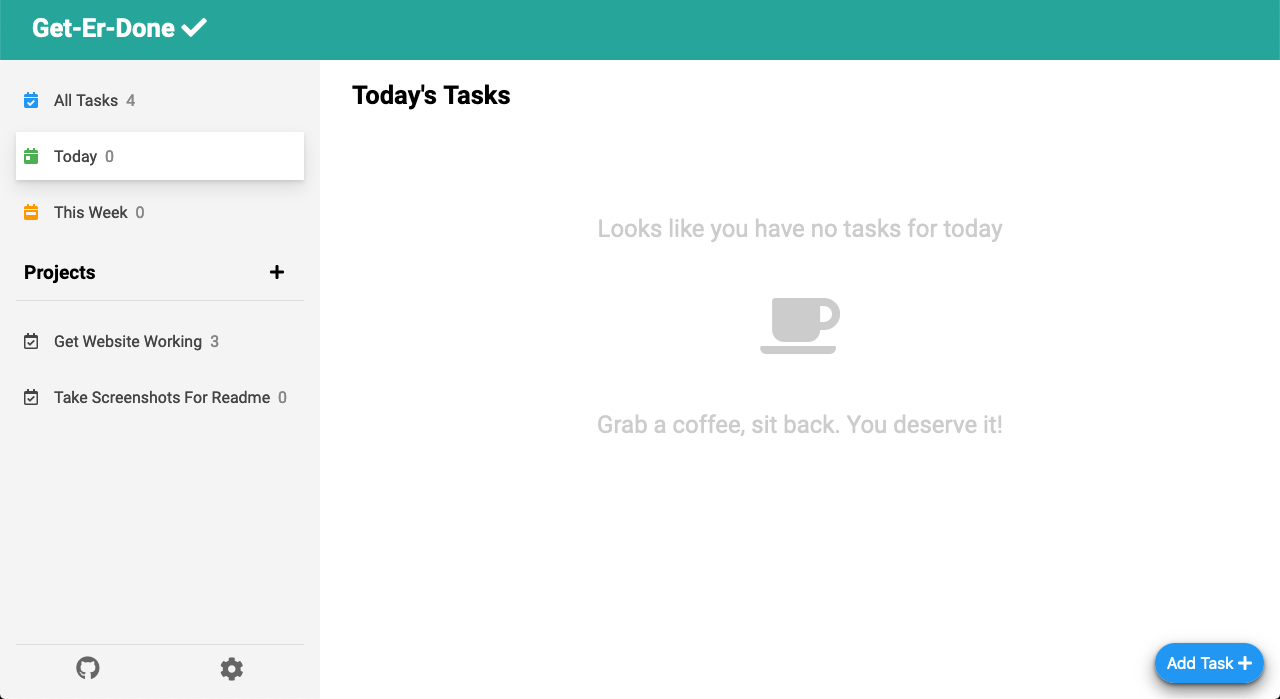 Get-Er-Done
All Tasks 4
Today 0
This Week 0
Projects
Get Website Working 3
Take Screenshots For Readme 0
Today's Tasks
Looks like you have no tasks for today
Grab a coffee, sit back. You deserve it!
Add Task